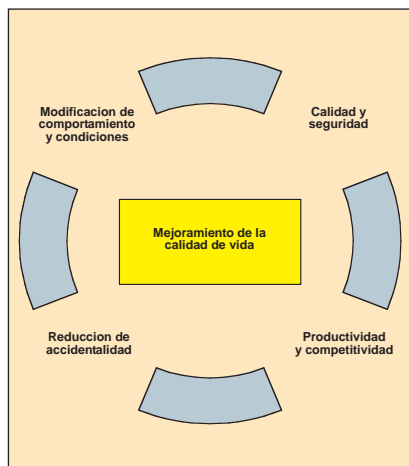 Modificacion de
comportamiento
y condiciones
Calidad y
seguridad
Mejoramiento de la
calidad de vida
Reduccion de
accidentalidad
Productividad
y competitividad